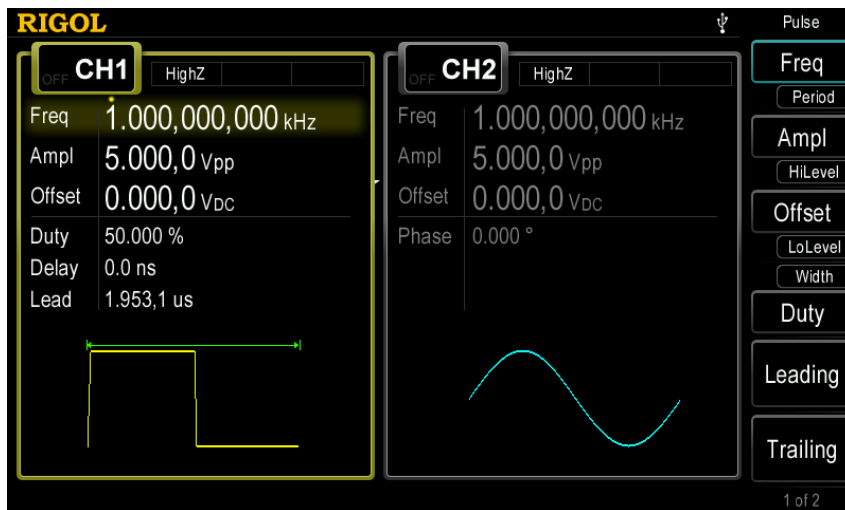 RIGOL
OFF CH1 HighZ
Freq 1.000,000,000 kHz
Ampl 5.000,0 Vpp
Offset 0.000,0 VDC
Duty 50.000 %
Delay 0.0 ns
Lead 1.953,1 us
OFF CH2 HighZ
Freq 1.000,000,000 kHz
Ampl 5.000,0 Vpp
Offset 0.000,0 VDC
Phase 0.000 °
Pulse
Freq
Period
Ampl
HiLevel
Offset
LoLevel
Width
Duty
Leading
Trailing
1 of 2